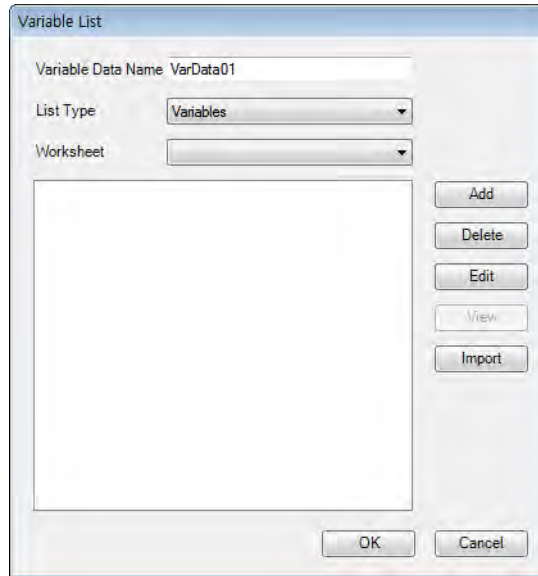 Variable List
Variable Data Name VarData01
List Type Variables
Worksheet
Add
Delete
Edit
View
Import
OK Cancel